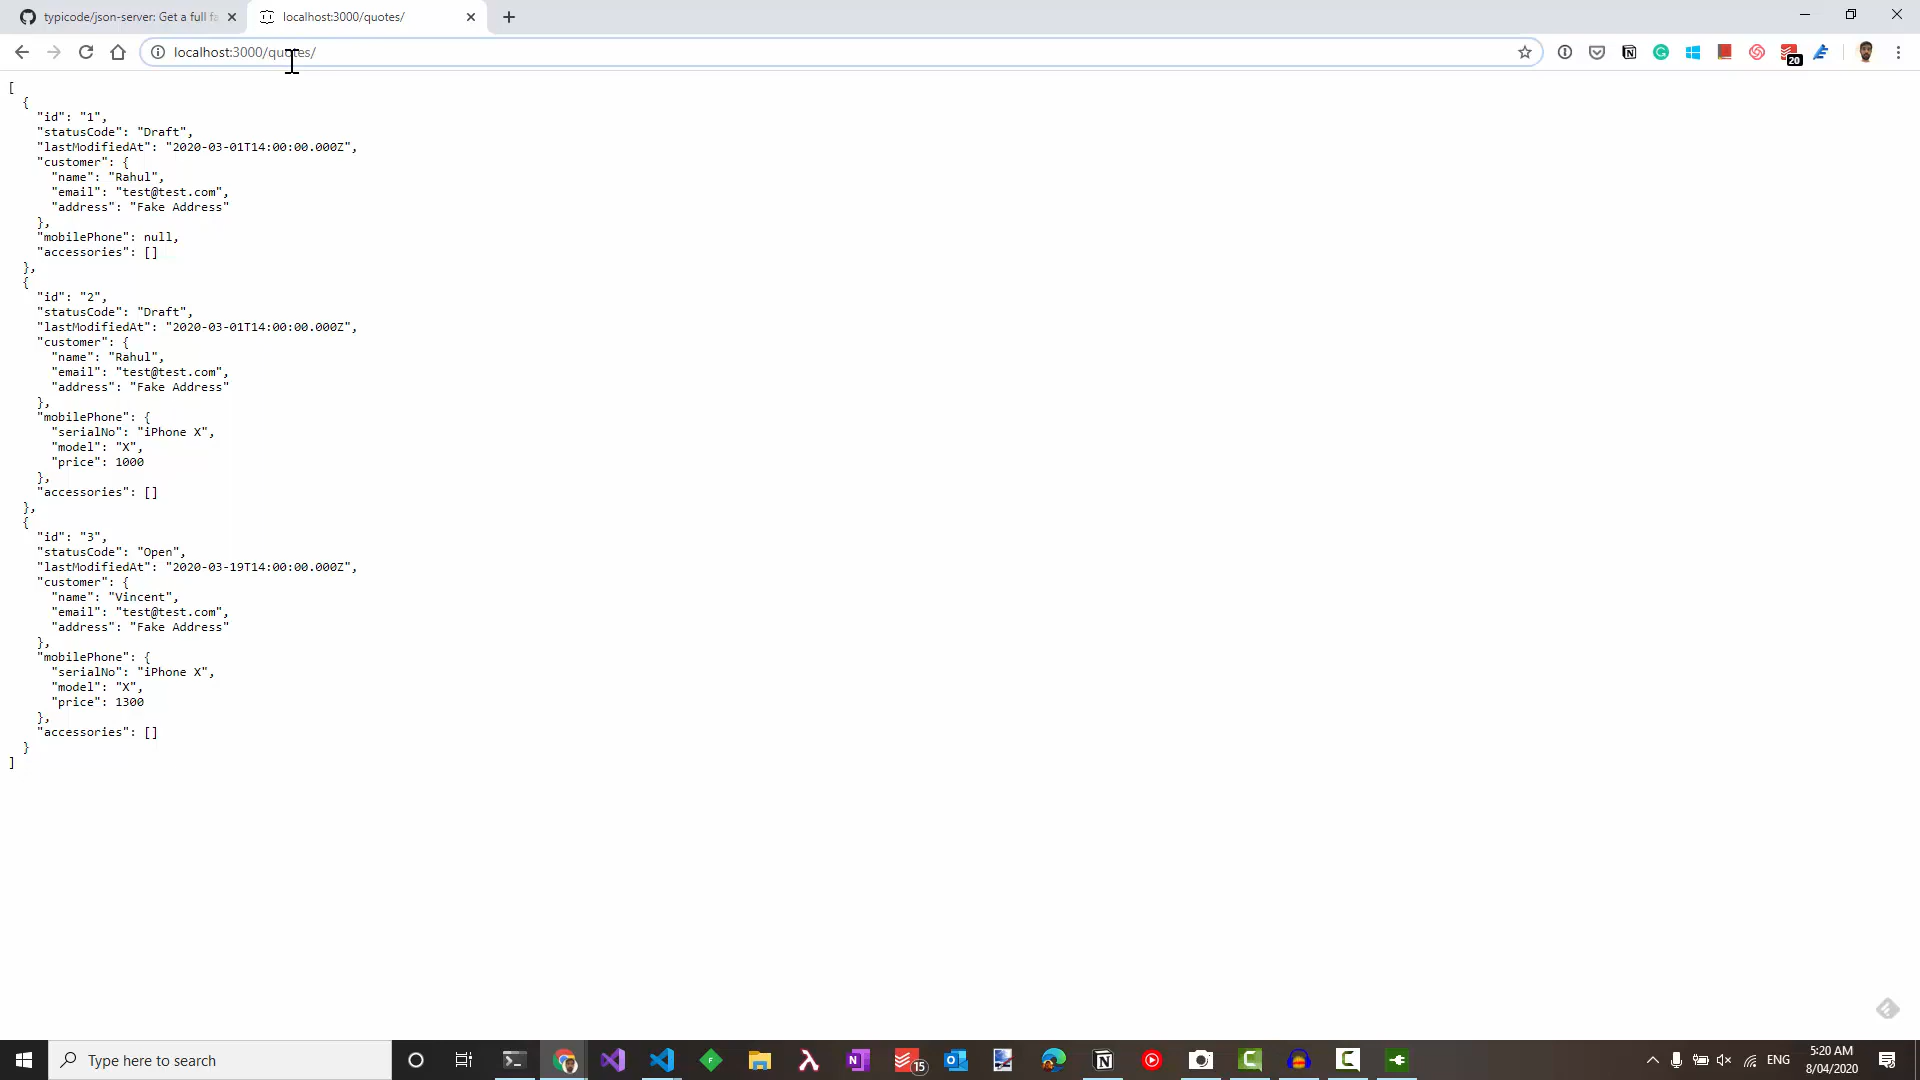 typicode/json-server: Get a full fa
localhost:3000/quotes/
localhost:3000/quotes/
20
[
{
"id": "1",
"statusCode": "Draft",
"lastModifiedAt": "2020-03-01T14:00:00.000Z",
"customer": {
"name": "Rahul",
"email": "test@test.com",
"address": "Fake Address"
},
"mobilePhone": null,
"accessories": []
},
{
"id": "2",
"statusCode": "Draft",
"lastModifiedAt": "2020-03-01T14:00:00.000Z",
"customer": {
"name": "Rahul",
"email": "test@test.com",
"address": "Fake Address"
},
"mobilePhone": {
"serialNo": "iPhone X",
"model": "X",
"price": 1000
},
"accessories": []
},
{
"id": "3",
"statusCode": "Open",
"lastModifiedAt": "2020-03-19T14:00:00.000Z",
"customer": {
"name": "Vincent",
"email": "test@test.com",
"address": "Fake Address"
},
"mobilePhone": {
"serialNo": "iPhone X",
"model": "X",
"price": 1300
},
"accessories": []
}
]
Type here to search
15
ENG
5:20 AM
8/04/2020